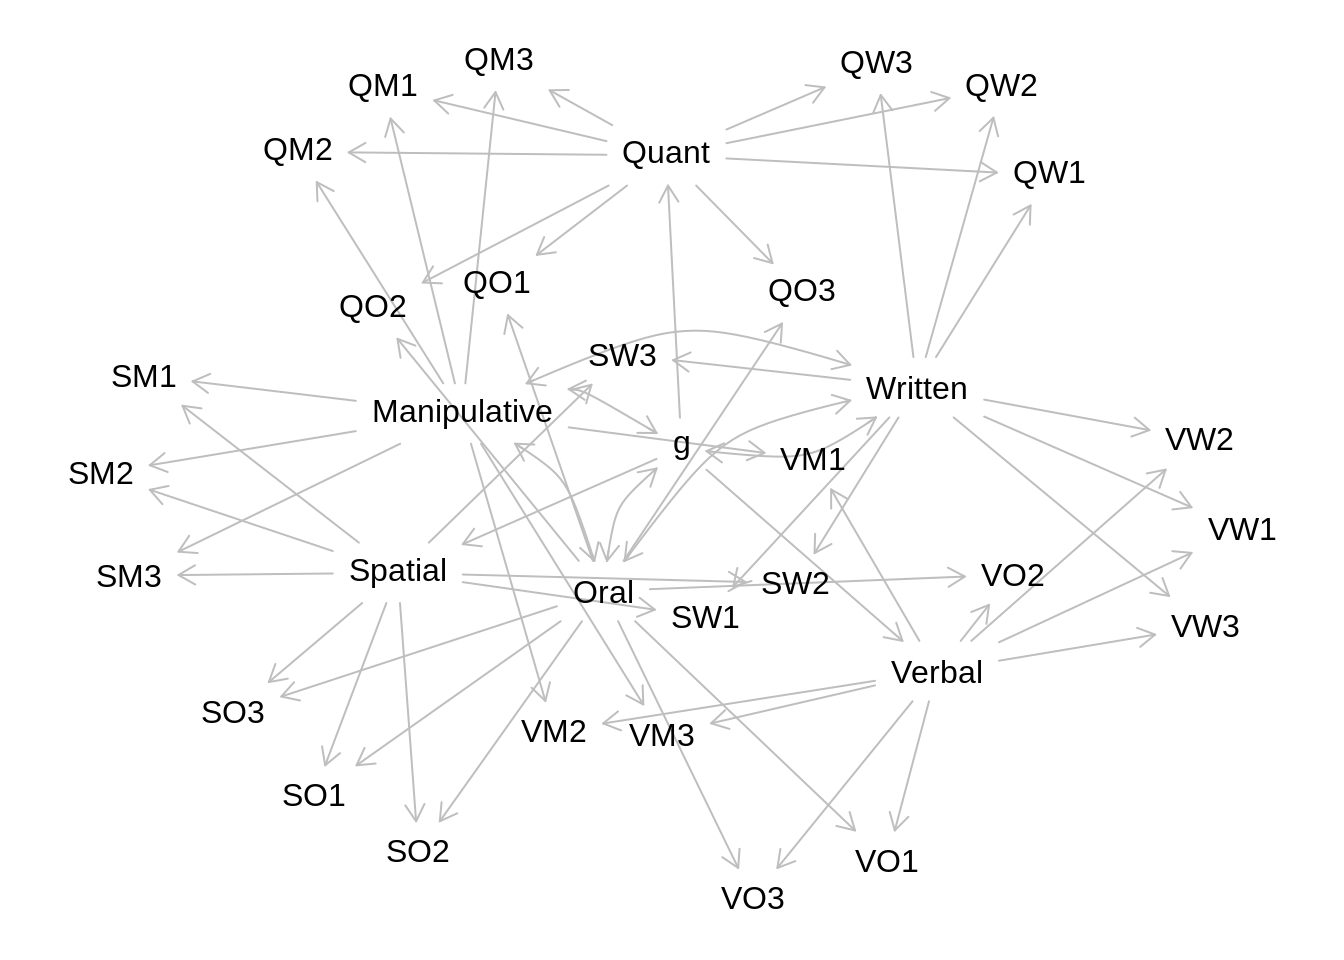 QM3
QW3
QM1
QW2
QM2
Quant
QW1
QO1
QO3
QO2
SW3
SM1
Written
Manipulative
g
VW2
VM1
SM2
VW1
Spatial
VO2
SM3
SW2
Oral
SW1
VW3
Verbal
SO3
VM2
VM3
SO1
SO2
VO1
VO3